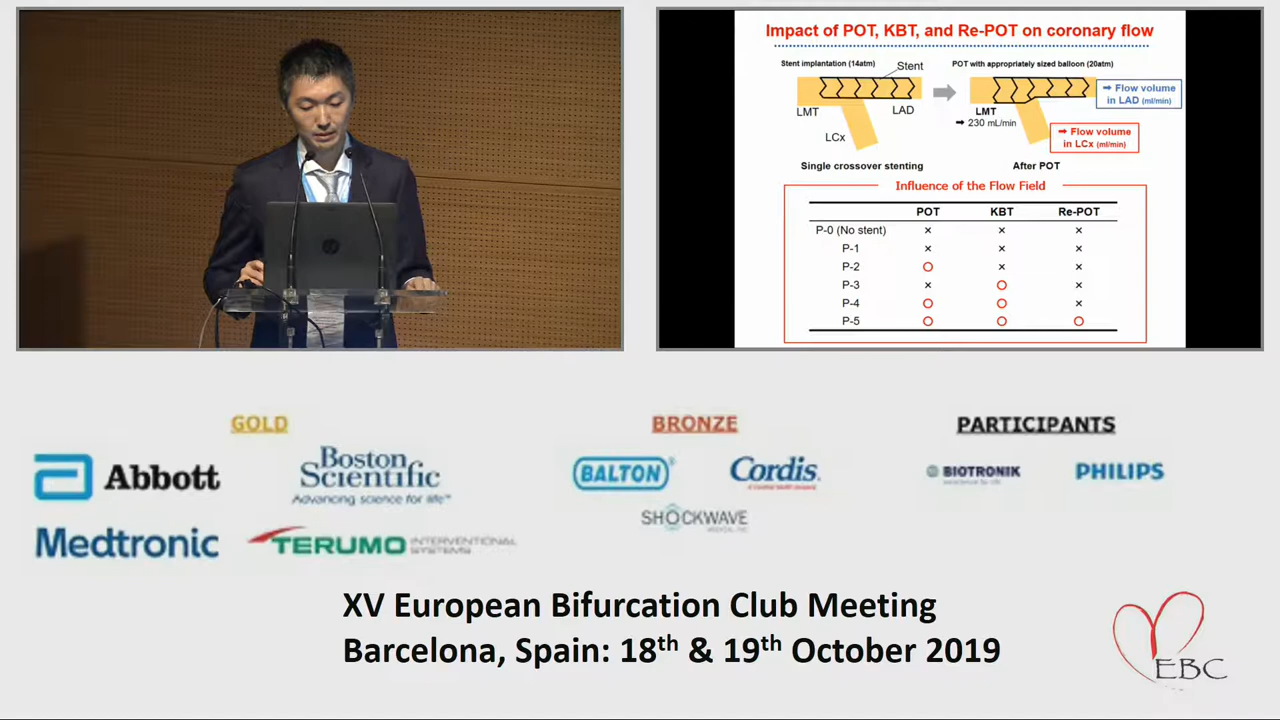 Impact of POT, KBT, and Re-POT on coronary flow
Stent implantation (14atm)
Stent
POT with appropriately sized balloon (20atm)
LMT
LAD
LCx
LMT
➡ 230 mL/min
➡ Flow volume
in LAD (ml/min)
➡ Flow volume
in LCx (ml/min)
Single crossover stenting
After POT
Influence of the Flow Field
POT KBT Re-POT
P-0 (No stent) × × ×
P-1 × × ×
P-2 ○ × ×
P-3 × ○ ×
P-4 ○ ○ ×
P-5 ○ ○ ○
GOLD
BRONZE
PARTICIPANTS
Abbott
Boston
Scientific
Advancing science for life™
BALTON®
Cordis.
BIOTRONIK
PHILIPS
SHOCKWAVE
Medtronic
TERUMO INTERVENTIONAL
SYSTEMS
XV European Bifurcation Club Meeting
Barcelona, Spain: 18th & 19th October 2019
EBC